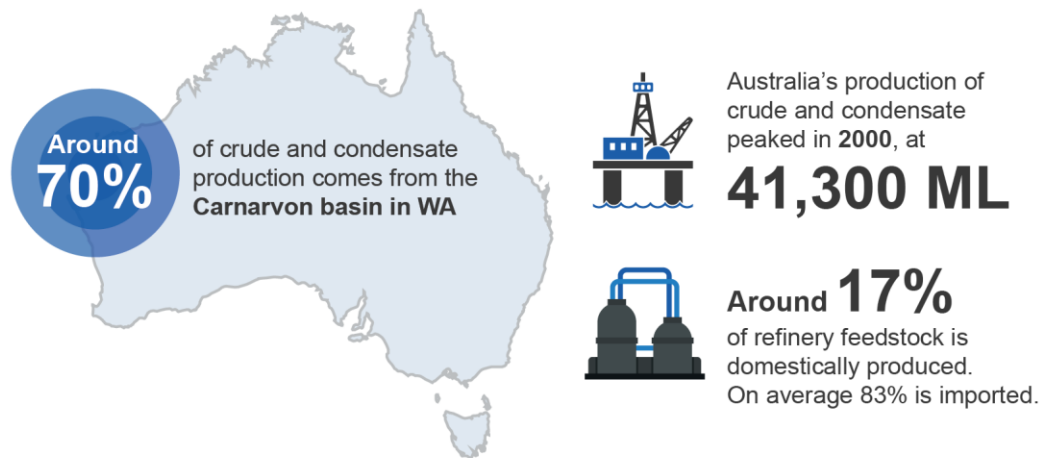 Around
70%
of crude and condensate
production comes from the
Carnarvon basin in WA
Australia's production of
crude and condensate
peaked in 2000, at
41,300 ML
Around 17%
of refinery feedstock is
domestically produced.
On average 83% is imported.